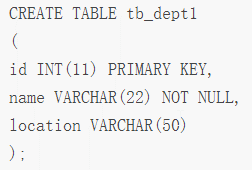 CREATE TABLE tb_dept1
(
id INT(11) PRIMARY KEY,
name VARCHAR(22) NOT NULL,
location VARCHAR(50)
);